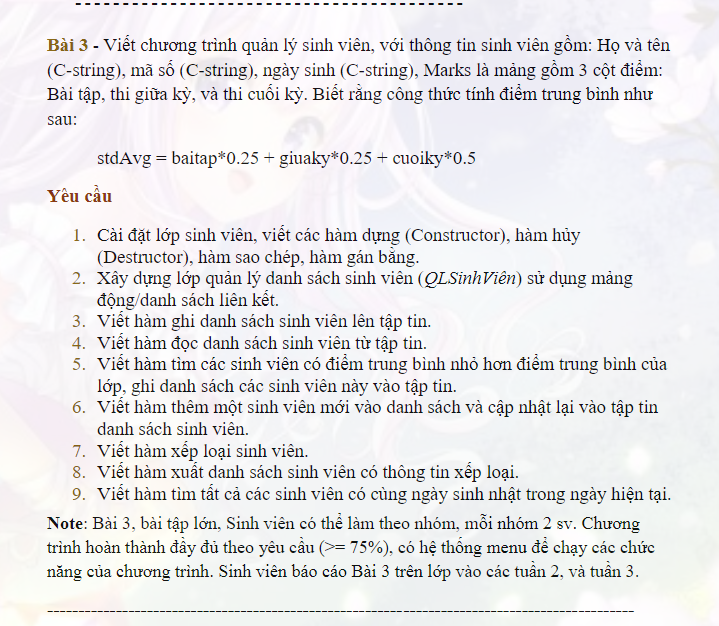 Bài 3 - Viết chương trình quản lý sinh viên, với thông tin sinh viên gồm: Họ và tên
(C-string), mã số (C-string), ngày sinh (C-string), Marks là mảng gồm 3 cột điểm:
Bài tập, thi giữa kỳ, và thi cuối kỳ. Biết rằng công thức tính điểm trung bình như
sau:
stdAvg = baitap*0.25 + giuaky*0.25 + cuoiky*0.5
Yêu cầu
1. Cài đặt lớp sinh viên, viết các hàm dựng (Constructor), hàm hủy
(Destructor), hàm sao chép, hàm gán bằng.
2. Xây dựng lớp quản lý danh sách sinh viên (QLSinhViên) sử dụng mảng
động/danh sách liên kết.
3. Viết hàm ghi danh sách sinh viên lên tập tin.
4. Viết hàm đọc danh sách sinh viên từ tập tin.
5. Viết hàm tìm các sinh viên có điểm trung bình nhỏ hơn điểm trung bình của
lớp, ghi danh sách các sinh viên này vào tập tin.
6. Viết hàm thêm một sinh viên mới vào danh sách và cập nhật lại vào tập tin
danh sách sinh viên.
7. Viết hàm xếp loại sinh viên.
8. Viết hàm xuất danh sách sinh viên có thông tin xếp loại.
9. Viết hàm tìm tất cả các sinh viên có cùng ngày sinh nhật trong ngày hiện tại.
Note: Bài 3, bài tập lớn, Sinh viên có thể làm theo nhóm, mỗi nhóm 2 sv. Chương
trình hoàn thành đầy đủ theo yêu cầu (>= 75%), có hệ thống menu để chạy các chức
năng của chương trình. Sinh viên báo cáo Bài 3 trên lớp vào các tuần 2, và tuần 3.